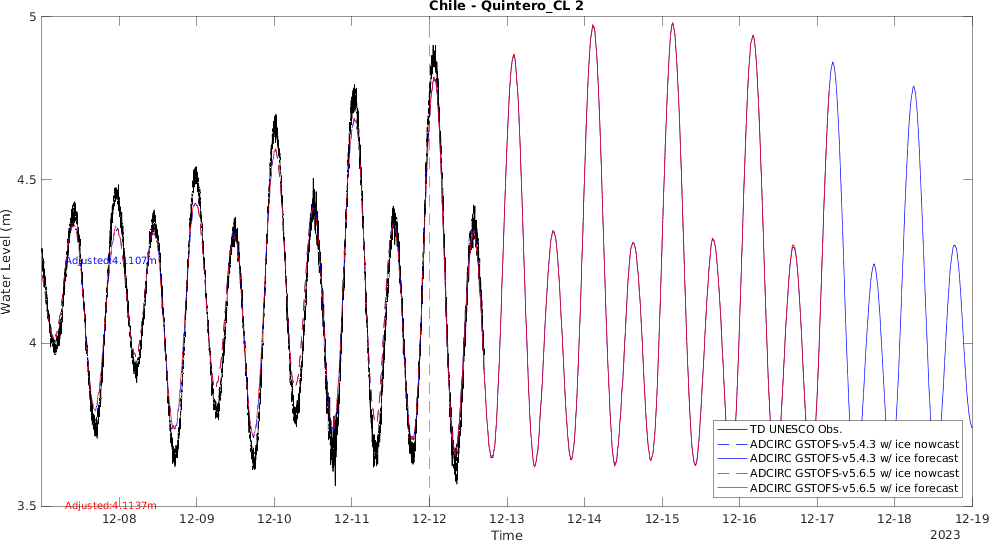 Chile - Quintero_CL 2
5
4.5
4
3.5
Water Level (m)
Adjusted:4.1107m
Adjusted:4.1137m
TD UNESCO Obs.
ADCIRC GSTOFS-v5.4.3 w/ ice nowcast
ADCIRC GSTOFS-v5.4.3 w/ ice forecast
ADCIRC GSTOFS-v5.6.5 w/ ice nowcast
ADCIRC GSTOFS-v5.6.5 w/ ice forecast
12-08 12-09 12-10 12-11 12-12 12-13 12-14 12-15 12-16 12-17 12-18 12-19
Time
2023